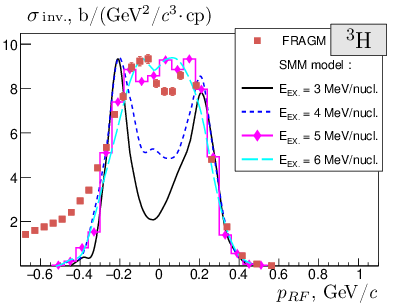 σ inv., b/(GeV²/c³·cp)
³H
FRAGM
SMM model :
E_EX. = 3 MeV/nucl.
E_EX. = 4 MeV/nucl.
E_EX. = 5 MeV/nucl.
E_EX. = 6 MeV/nucl.
10
8
6
4
2
−0.6 −0.4 −0.2 0.0 0.2 0.4 0.6 0.8 1.0
p_RF, GeV/c